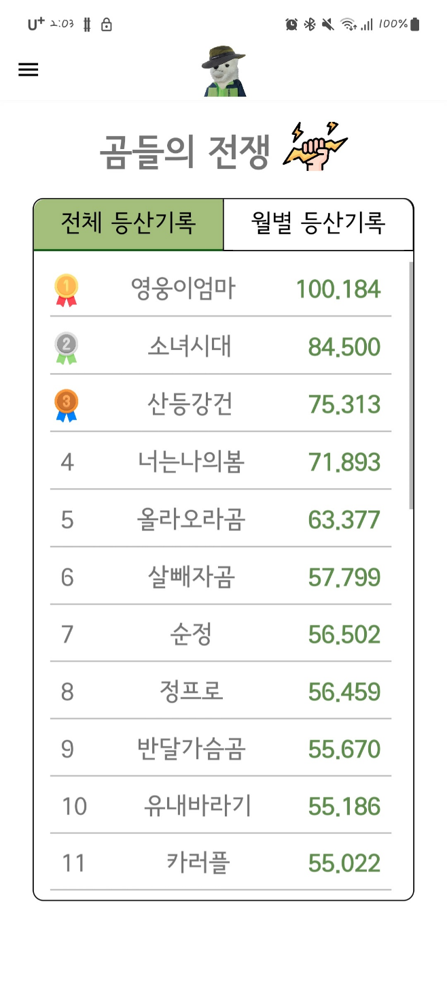 U+ 2:03 100%
곰들의 전쟁
전체 등산기록 월별 등산기록
1 영웅이엄마 100.184
2 소녀시대 84.500
3 산등강건 75.313
4 너는나의봄 71.893
5 올라오라곰 63.377
6 살빼자곰 57.799
7 순정 56.502
8 정프로 56.459
9 반달가슴곰 55.670
10 유내바라기 55.186
11 카러플 55.022